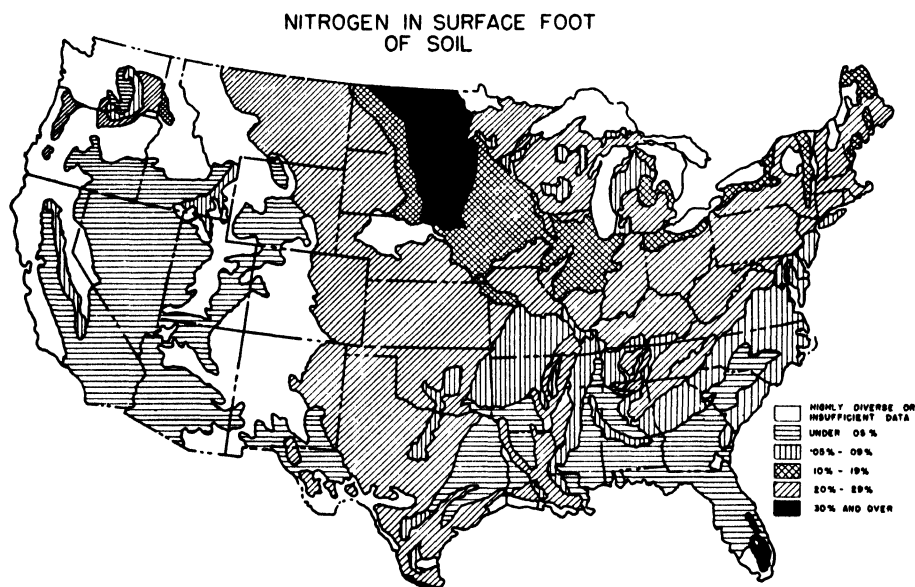 NITROGEN IN SURFACE FOOT
OF SOIL
HIGHLY DIVERSE OR
INSUFFICIENT DATA
UNDER 05%
·05% - 09%
10% - 19%
20% - 29%
30% AND OVER